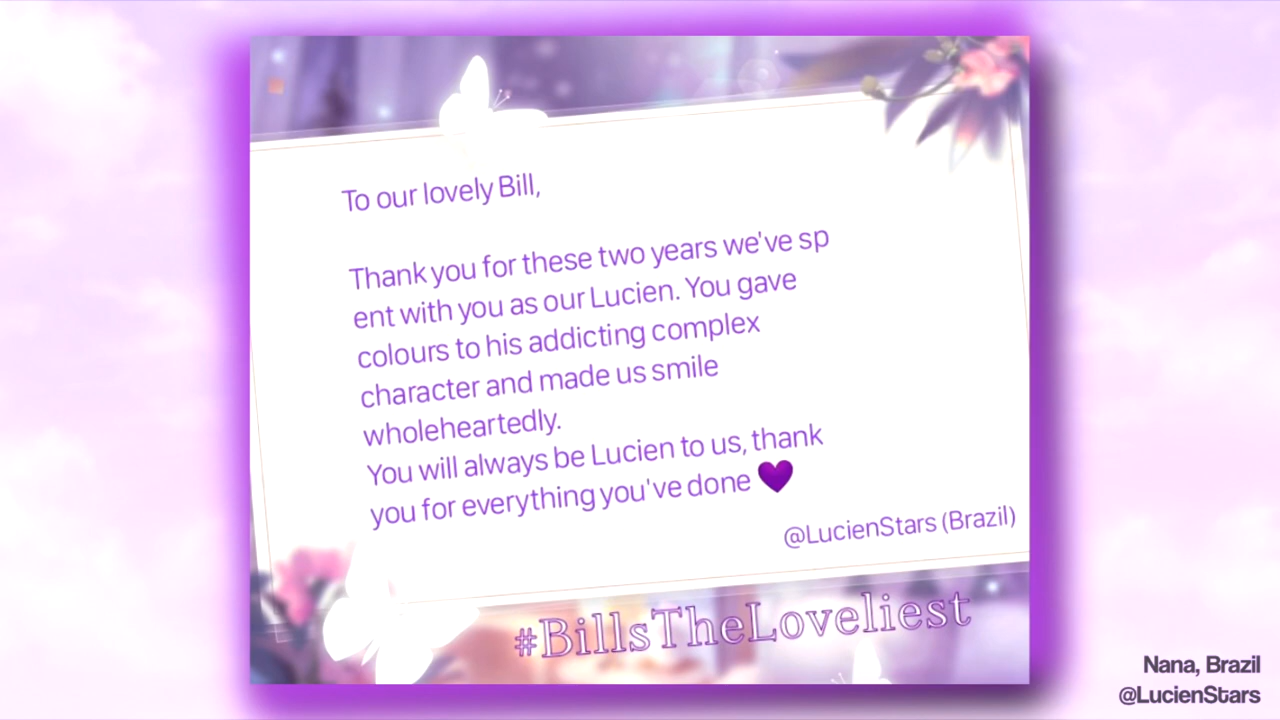 To our lovely Bill,
Thank you for these two years we've sp
ent with you as our Lucien. You gave
colours to his addicting complex
character and made us smile
wholeheartedly.
You will always be Lucien to us, thank
you for everything you've done 💜
@LucienStars (Brazil)
#BillsTheLoveliest
Nana, Brazil
@LucienStars